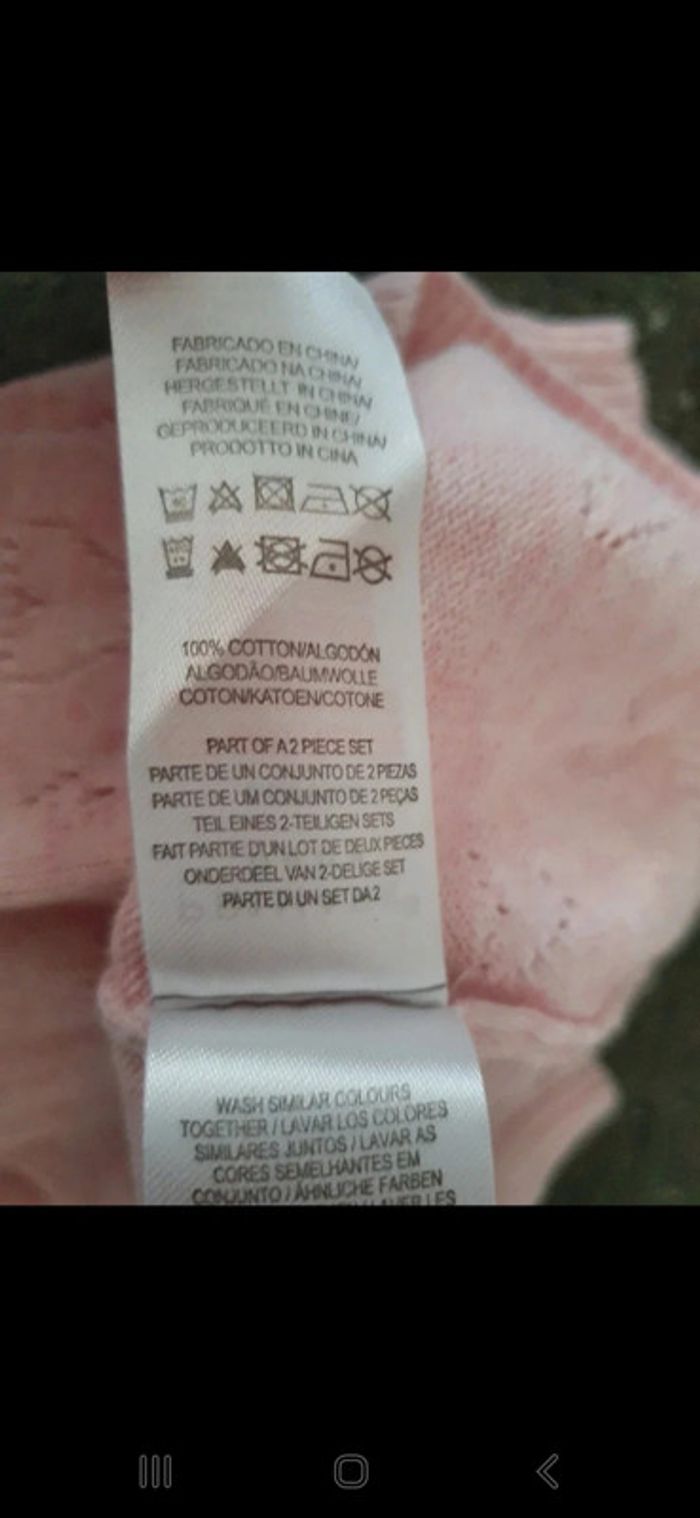 FABRICADO EN CHINA/
FABRICADO NA CHINA/
HERGESTELLT IN CHINA/
FABRIQUÉ EN CHINE/
GEPRODUCEERD IN CHINA/
PRODOTTO IN CINA
100% COTTON/ALGODÓN
ALGODÃO/BAUMWOLLE
COTON/KATOEN/COTONE
PART OF A 2 PIECE SET
PARTE DE UN CONJUNTO DE 2 PIEZAS
PARTE DE UM CONJUNTO DE 2 PEÇAS
TEIL EINES 2-TEILIGEN SETS
FAIT PARTIE D'UN LOT DE DEUX PIECES
ONDERDEEL VAN 2-DELIGE SET
PARTE DI UN SET DA 2
WASH SIMILAR COLOURS
TOGETHER / LAVAR LOS COLORES
SIMILARES JUNTOS / LAVAR AS
CORES SEMELHANTES EM
CONJUNTO / ÄHNLICHE FARBEN